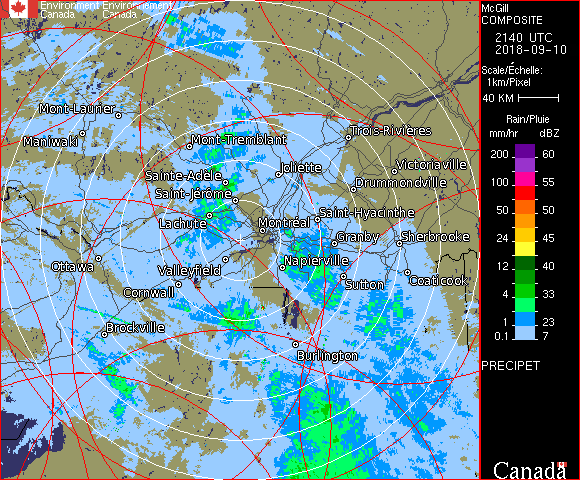 Environment Environnement
Canada Canada
McGill
COMPOSITE
2140 UTC
2018-09-10
Scale/Échelle:
1km/Pixel
40 KM
Rain/Pluie
mm/hr dBZ
200 60
100 55
50 50
24 45
12 40
4 33
1 23
0.1 7
PRECIPET
Canada
Mont-Laurier
Maniwaki
Mont-Tremblant
Trois-Rivières
Joliette
Victoriaville
Sainte-Adèle
Drummondville
Saint-Jérôme
Saint-Hyacinthe
Lachute
Montréal
Granby
Sherbrooke
Ottawa
Valleyfield
Napierville
Coaticook
Cornwall
Sutton
Brockville
Burlington